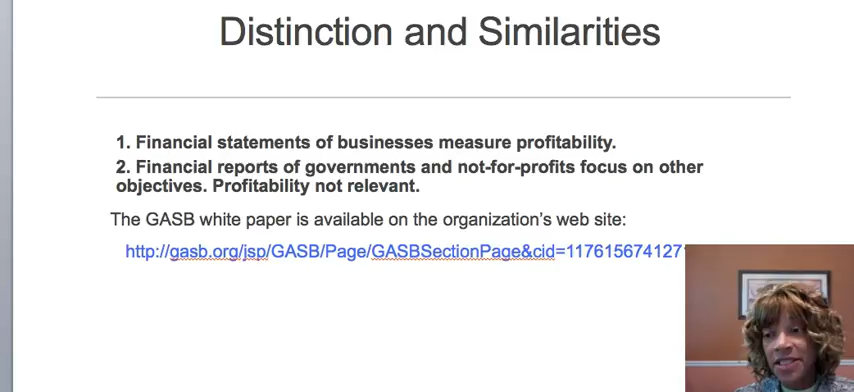 Distinction and Similarities
1. Financial statements of businesses measure profitability.
2. Financial reports of governments and not-for-profits focus on other
objectives. Profitability not relevant.
The GASB white paper is available on the organization's web site:
http://gasb.org/jsp/GASB/Page/GASBSectionPage&cid=117615674127